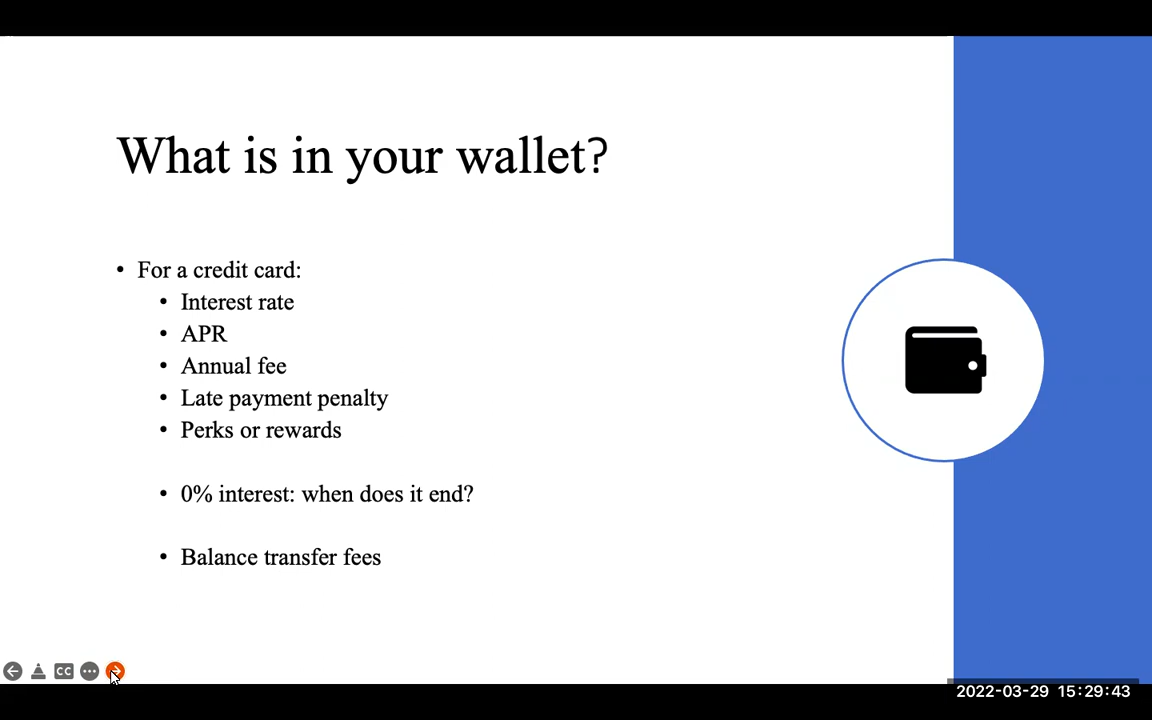 What is in your wallet?
• For a credit card:
• Interest rate
• APR
• Annual fee
• Late payment penalty
• Perks or rewards
• 0% interest: when does it end?
• Balance transfer fees
CC
2022-03-29 15:29:43